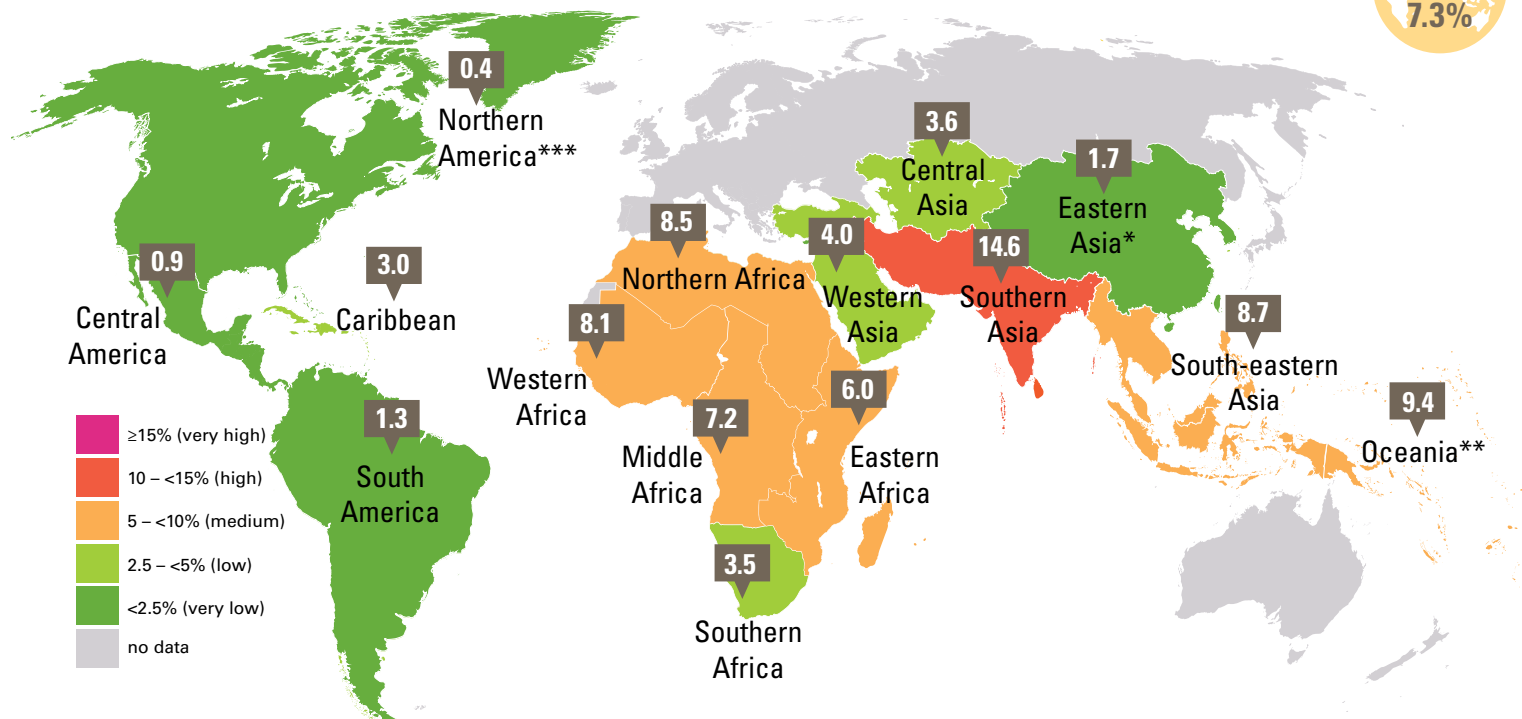 7.3%
0.4
Northern
America***
3.6
Central
Asia
1.7
Eastern
Asia*
8.5
Northern Africa
4.0
Western
Asia
14.6
Southern
Asia
0.9
Central
America
3.0
Caribbean
8.1
Western
Africa
8.7
South-eastern
Asia
6.0
Eastern
Africa
7.2
Middle
Africa
9.4
Oceania**
1.3
South
America
3.5
Southern
Africa
≥15% (very high)
10 – <15% (high)
5 – <10% (medium)
2.5 – <5% (low)
<2.5% (very low)
no data